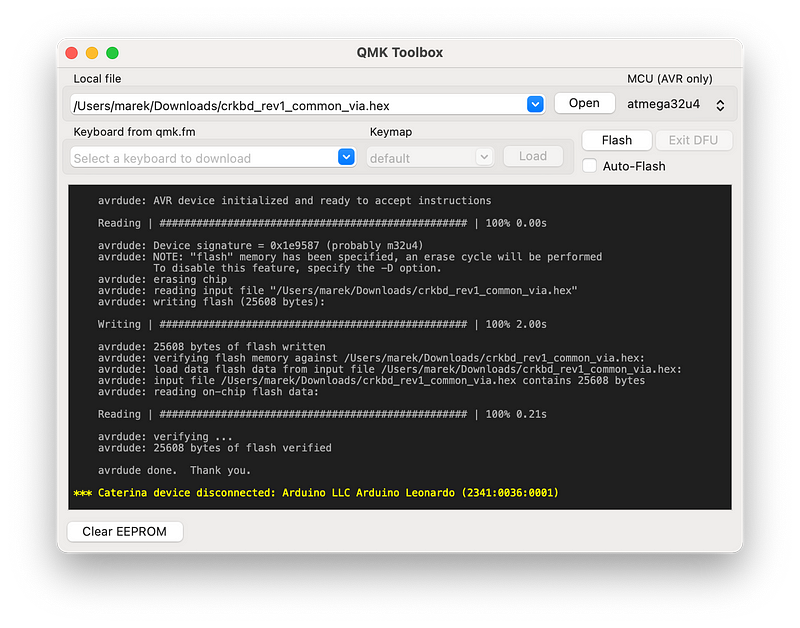 QMK Toolbox
Local file
MCU (AVR only)
/Users/marek/Downloads/crkbd_rev1_common_via.hex
Open
atmega32u4
Keyboard from qmk.fm
Keymap
Flash
Exit DFU
Select a keyboard to download
default
Load
Auto-Flash
avrdude: AVR device initialized and ready to accept instructions
Reading | ################################################## | 100% 0.00s
avrdude: Device signature = 0x1e9587 (probably m32u4)
avrdude: NOTE: "flash" memory has been specified, an erase cycle will be performed
To disable this feature, specify the -D option.
avrdude: erasing chip
avrdude: reading input file "/Users/marek/Downloads/crkbd_rev1_common_via.hex"
avrdude: writing flash (25608 bytes):
Writing | ################################################## | 100% 2.00s
avrdude: 25608 bytes of flash written
avrdude: verifying flash memory against /Users/marek/Downloads/crkbd_rev1_common_via.hex:
avrdude: load data flash data from input file /Users/marek/Downloads/crkbd_rev1_common_via.hex:
avrdude: input file /Users/marek/Downloads/crkbd_rev1_common_via.hex contains 25608 bytes
avrdude: reading on-chip flash data:
Reading | ################################################## | 100% 0.21s
avrdude: verifying ...
avrdude: 25608 bytes of flash verified
avrdude done.  Thank you.
*** Caterina device disconnected: Arduino LLC Arduino Leonardo (2341:0036:0001)
Clear EEPROM